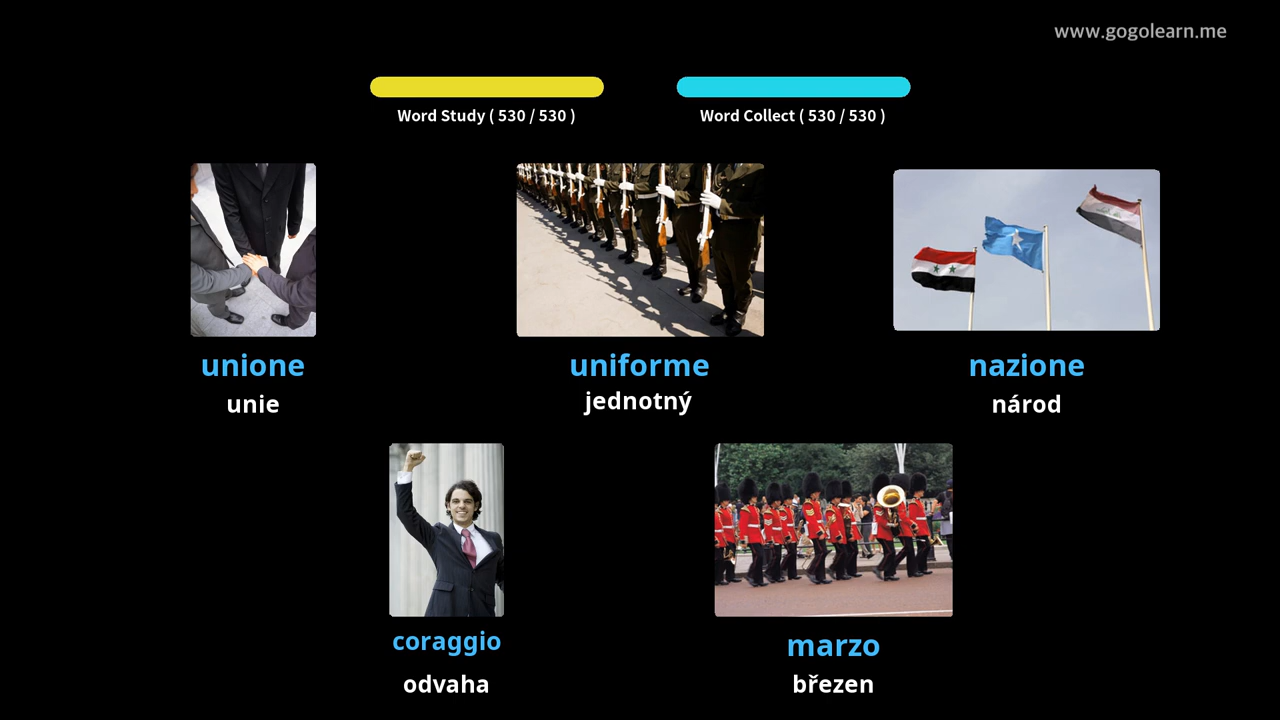 www.gogolearn.me
Word Study ( 530 / 530 )
Word Collect ( 530 / 530 )
unione
unie
uniforme
jednotný
nazione
národ
coraggio
odvaha
marzo
březen